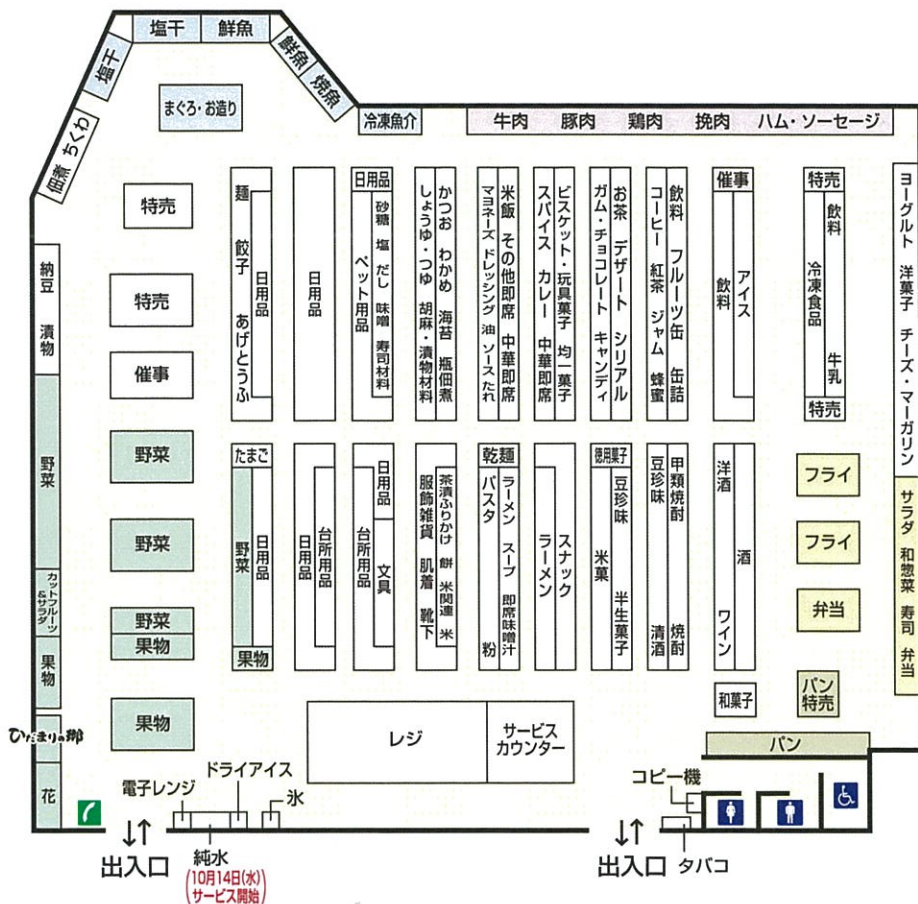 塩干
鮮魚
塩干
鮮魚
焼魚
まぐろ・お造り
冷凍魚介
牛肉 豚肉 鶏肉 挽肉 ハム・ソーセージ
佃煮 ちくわ
納豆 漬物
野菜
カットフルーツ&サラダ
果物
ひだまりの郷
花
特売
特売
催事
野菜
野菜
野菜
果物
果物
麺 餃子 あげとうふ
日用品
日用品
日用品
砂糖 塩 だし 味噌 寿司材料
ペット用品
かつお わかめ 海苔 瓶佃煮
しょうゆ・つゆ 胡麻・漬物材料
米飯 その他即席 中華即席
マヨネーズ ドレッシング 油 ソースたれ
ビスケット・玩具菓子 均一菓子
スパイス カレー 中華即席
お茶 デザート シリアル
ガム・チョコレート キャンディ
飲料 フルーツ缶 缶詰
コーヒー 紅茶 ジャム 蜂蜜
催事
アイス
飲料
特売
飲料 牛乳
冷凍食品
特売
ヨーグルト 洋菓子 チーズ・マーガリン
サラダ 和惣菜 寿司 弁当
たまご
野菜
日用品
果物
台所用品
日用品
日用品
文具
台所用品
茶漬ふりかけ 餅 米関連 米
服飾雑貨 肌着 靴下
乾麺
ラーメン スープ 即席味噌汁
パスタ 粉
スナック
ラーメン
徳用菓子
豆珍味 半生菓子
米菓
甲類焼酎 焼酎
豆珍味 清酒
酒
洋酒 ワイン
和菓子
フライ
フライ
弁当
パン特売
パン
レジ
サービスカウンター
電子レンジ
ドライアイス
氷
コピー機
出入口
純水
(10月14日(水)
サービス開始)
出入口
タバコ